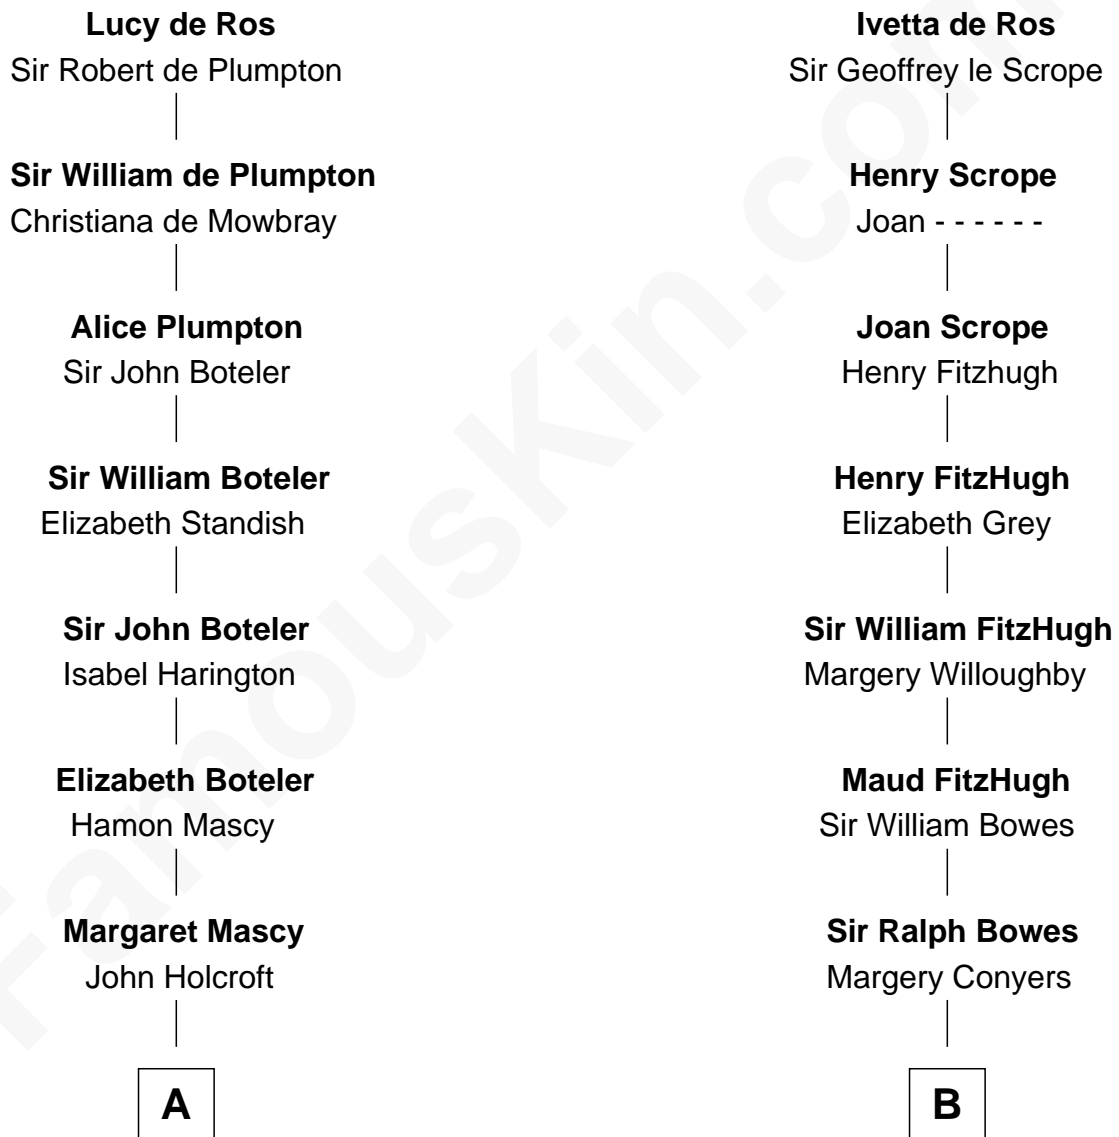 Lucy de Ros
Sir Robert de Plumpton
Sir William de Plumpton
Christiana de Mowbray
Alice Plumpton
Sir John Boteler
Sir William Boteler
Elizabeth Standish
Sir John Boteler
Isabel Harington
Elizabeth Boteler
Hamon Mascy
Margaret Mascy
John Holcroft
A
Ivetta de Ros
Sir Geoffrey le Scrope
Henry Scrope
Joan - - - - - -
Joan Scrope
Henry Fitzhugh
Henry FitzHugh
Elizabeth Grey
Sir William FitzHugh
Margery Willoughby
Maud FitzHugh
Sir William Bowes
Sir Ralph Bowes
Margery Conyers
B
FamousKin.com